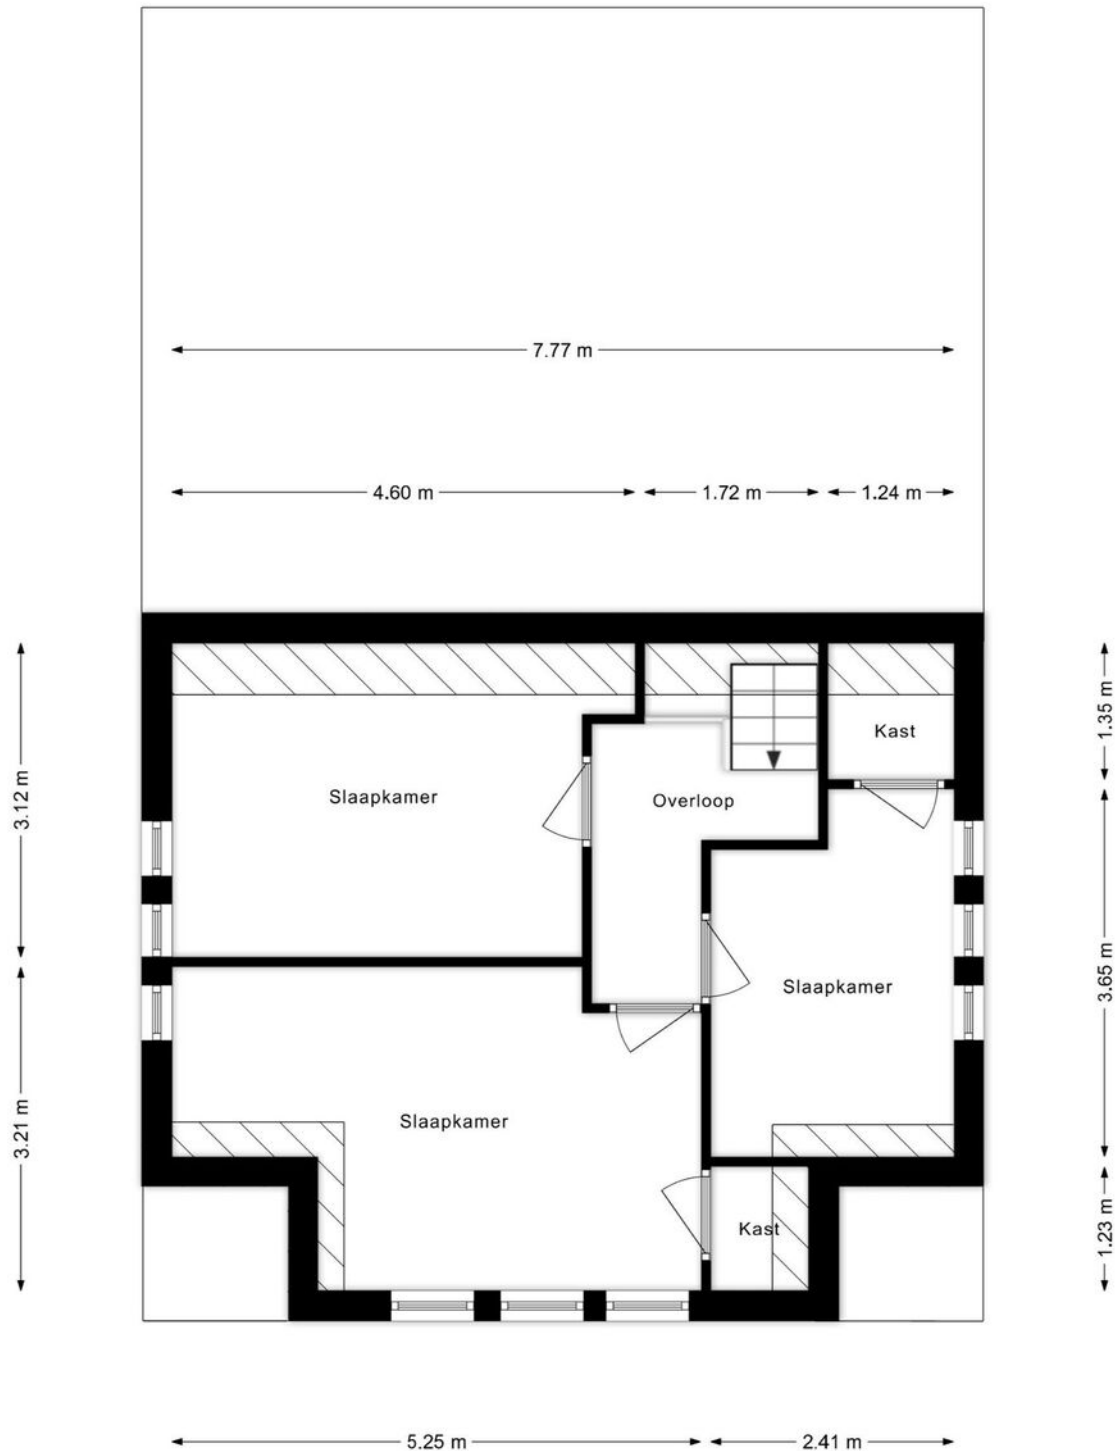 7.77 m
4.60 m
1.72 m
1.24 m
1.35 m
Kast
3.12 m
Slaapkamer
Overloop
3.65 m
Slaapkamer
3.21 m
Slaapkamer
1.23 m
Kast
5.25 m
2.41 m